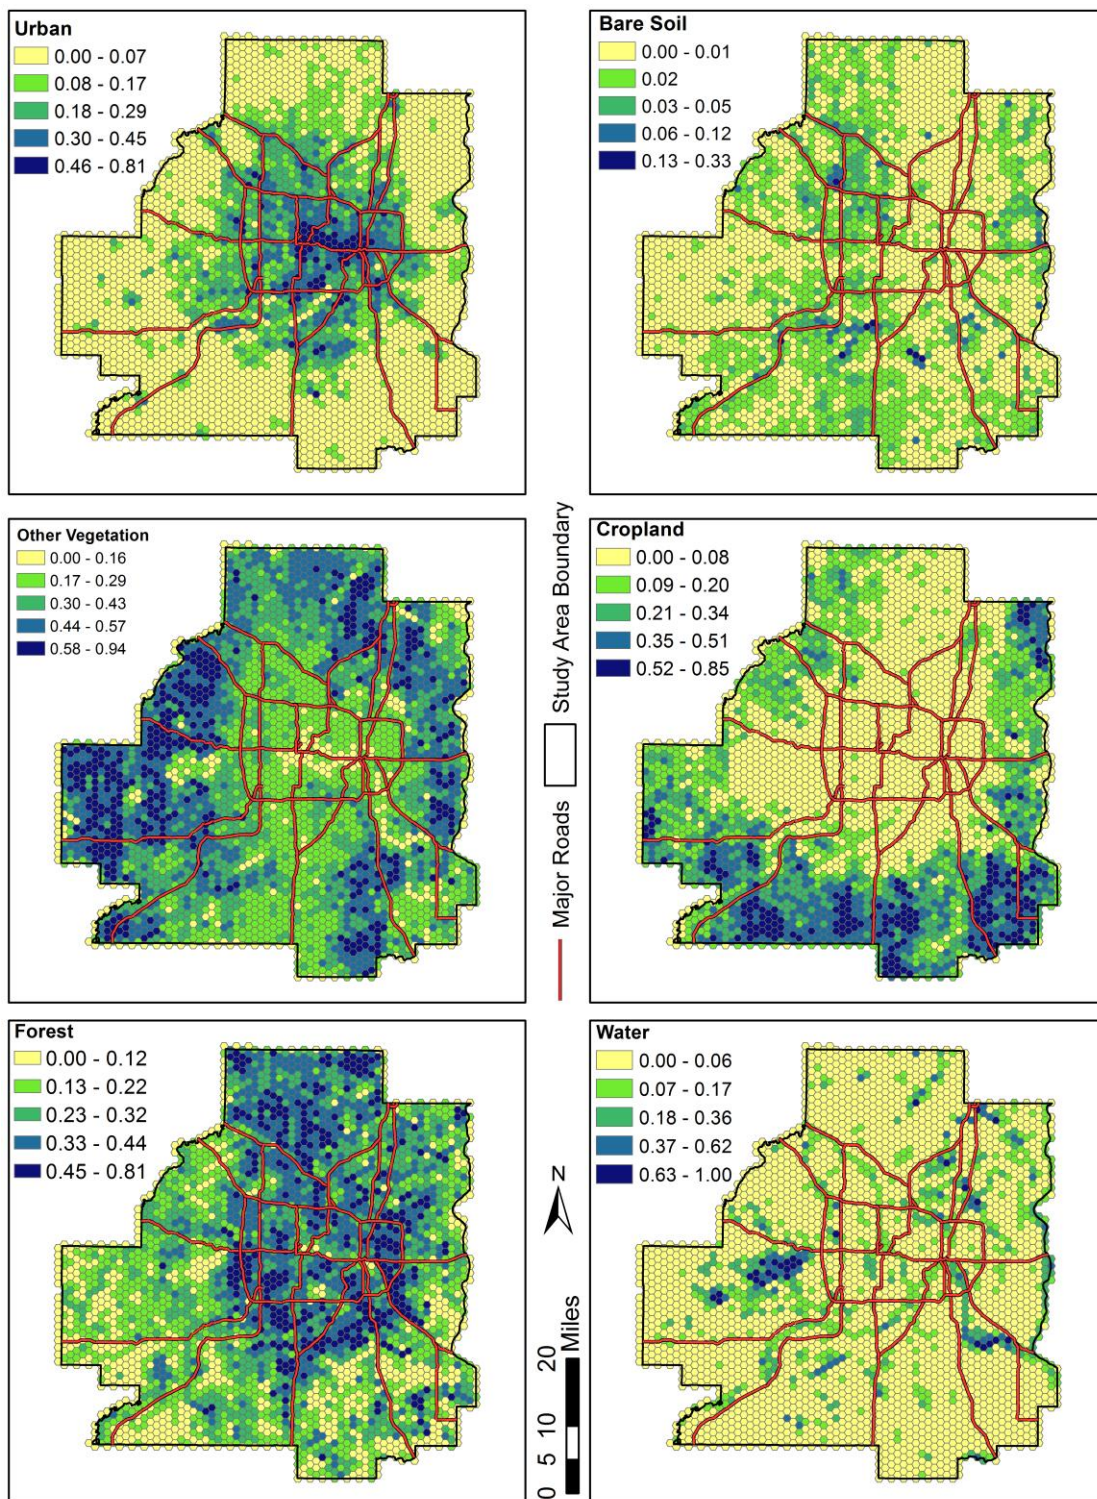 Urban
0.00 - 0.07
0.08 - 0.17
0.18 - 0.29
0.30 - 0.45
0.46 - 0.81
Bare Soil
0.00 - 0.01
0.02
0.03 - 0.05
0.06 - 0.12
0.13 - 0.33
Other Vegetation
0.00 - 0.16
0.17 - 0.29
0.30 - 0.43
0.44 - 0.57
0.58 - 0.94
Major Roads
Study Area Boundary
Cropland
0.00 - 0.08
0.09 - 0.20
0.21 - 0.34
0.35 - 0.51
0.52 - 0.85
Forest
0.00 - 0.12
0.13 - 0.22
0.23 - 0.32
0.33 - 0.44
0.45 - 0.81
N
0 5 10 20
Miles
Water
0.00 - 0.06
0.07 - 0.17
0.18 - 0.36
0.37 - 0.62
0.63 - 1.00